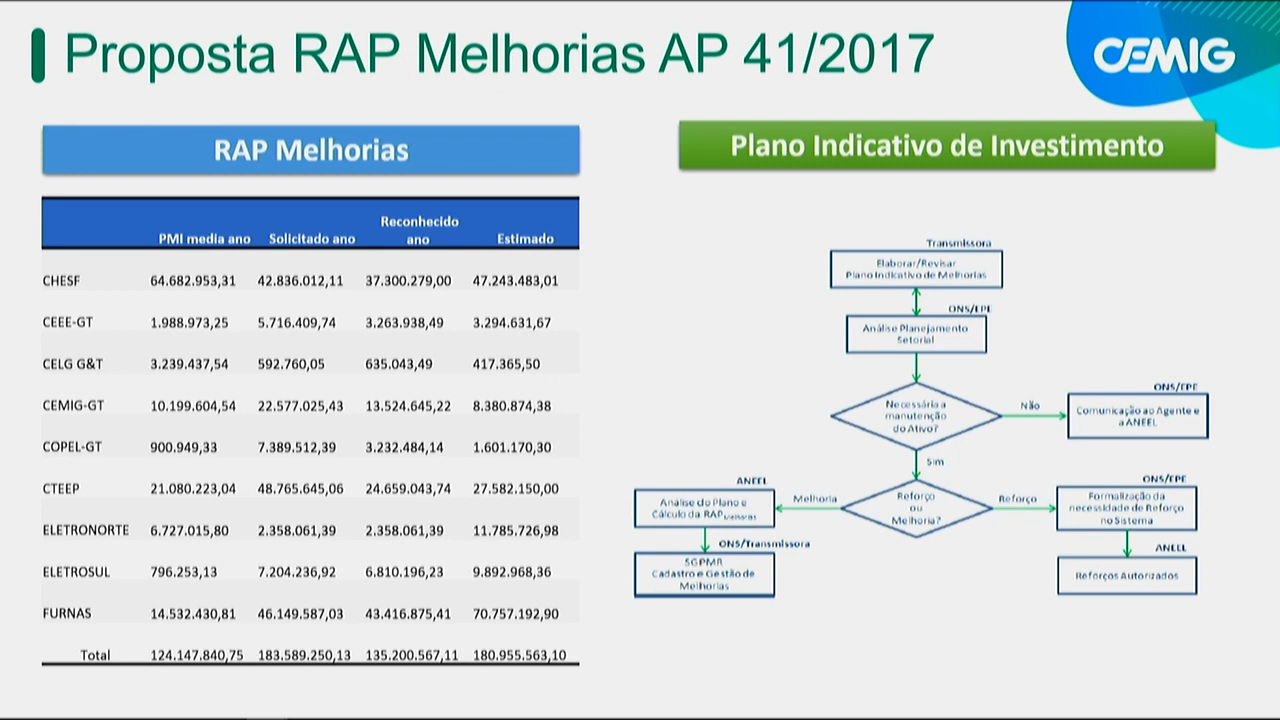 Proposta RAP Melhorias AP 41/2017
CEMIG
RAP Melhorias
PMI media ano Solicitado ano Reconhecido ano Estimado
CHESF 64.682.953,31 42.836.012,11 37.300.279,00 47.243.483,01
CEEE-GT 1.988.973,25 5.716.409,74 3.263.938,49 3.294.631,67
CELG G&T 3.239.437,54 592.760,05 635.043,49 417.365,50
CEMIG-GT 10.199.604,54 22.577.025,43 13.524.645,22 8.380.874,38
COPEL-GT 900.949,33 7.389.512,39 3.232.484,14 1.601.170,30
CTEEP 21.080.223,04 48.765.645,06 24.659.043,74 27.582.150,00
ELETRONORTE 6.727.015,80 2.358.061,39 2.358.061,39 11.785.726,98
ELETROSUL 796.253,13 7.204.236,92 6.810.196,23 9.892.968,36
FURNAS 14.532.430,81 46.149.587,03 43.416.875,41 70.757.192,90
Total 124.147.840,75 183.589.250,13 135.200.567,11 180.955.563,10
Plano Indicativo de Investimento
Transmissora
Elaborar/Revisar
Plano Indicativo de Melhorias
ONS/EPE
Análise Planejamento
Setorial
Necessária a
manutenção
do Ativo?
Não
ONS/EPE
Comunicação ao Agente e
a ANEEL
Sim
Reforço
ou
Melhoria?
Melhoria
ANEEL
Análise do Plano e
Cálculo da RAP Melhorias
ONS/Transmissora
SGPMR
Cadastro e Gestão de
Melhorias
Reforço
ONS/EPE
Formalização da
necessidade de Reforço
no Sistema
ANEEL
Reforços Autorizados